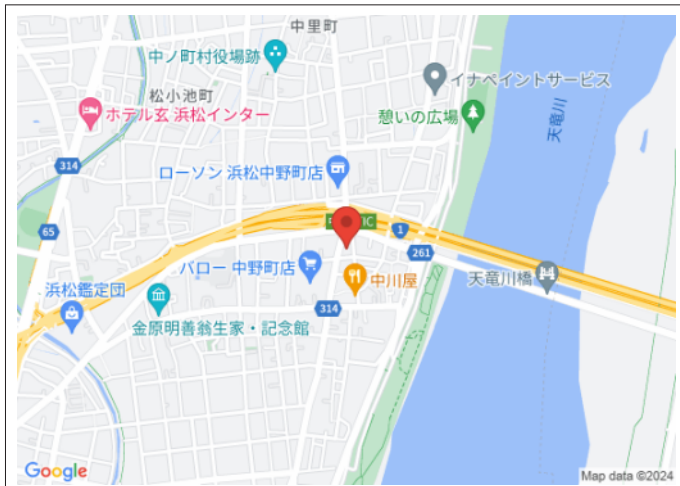 中里町
中ノ町村役場跡
イナペイントサービス
松小池町
ホテル玄 浜松インター
憩いの広場
天竜川
314
ローソン 浜松中野町店
65
IC
1
261
バロー 中野町店
天竜川橋
中川屋
浜松鑑定団
314
金原明善翁生家・記念館
Google
Map data ©2024